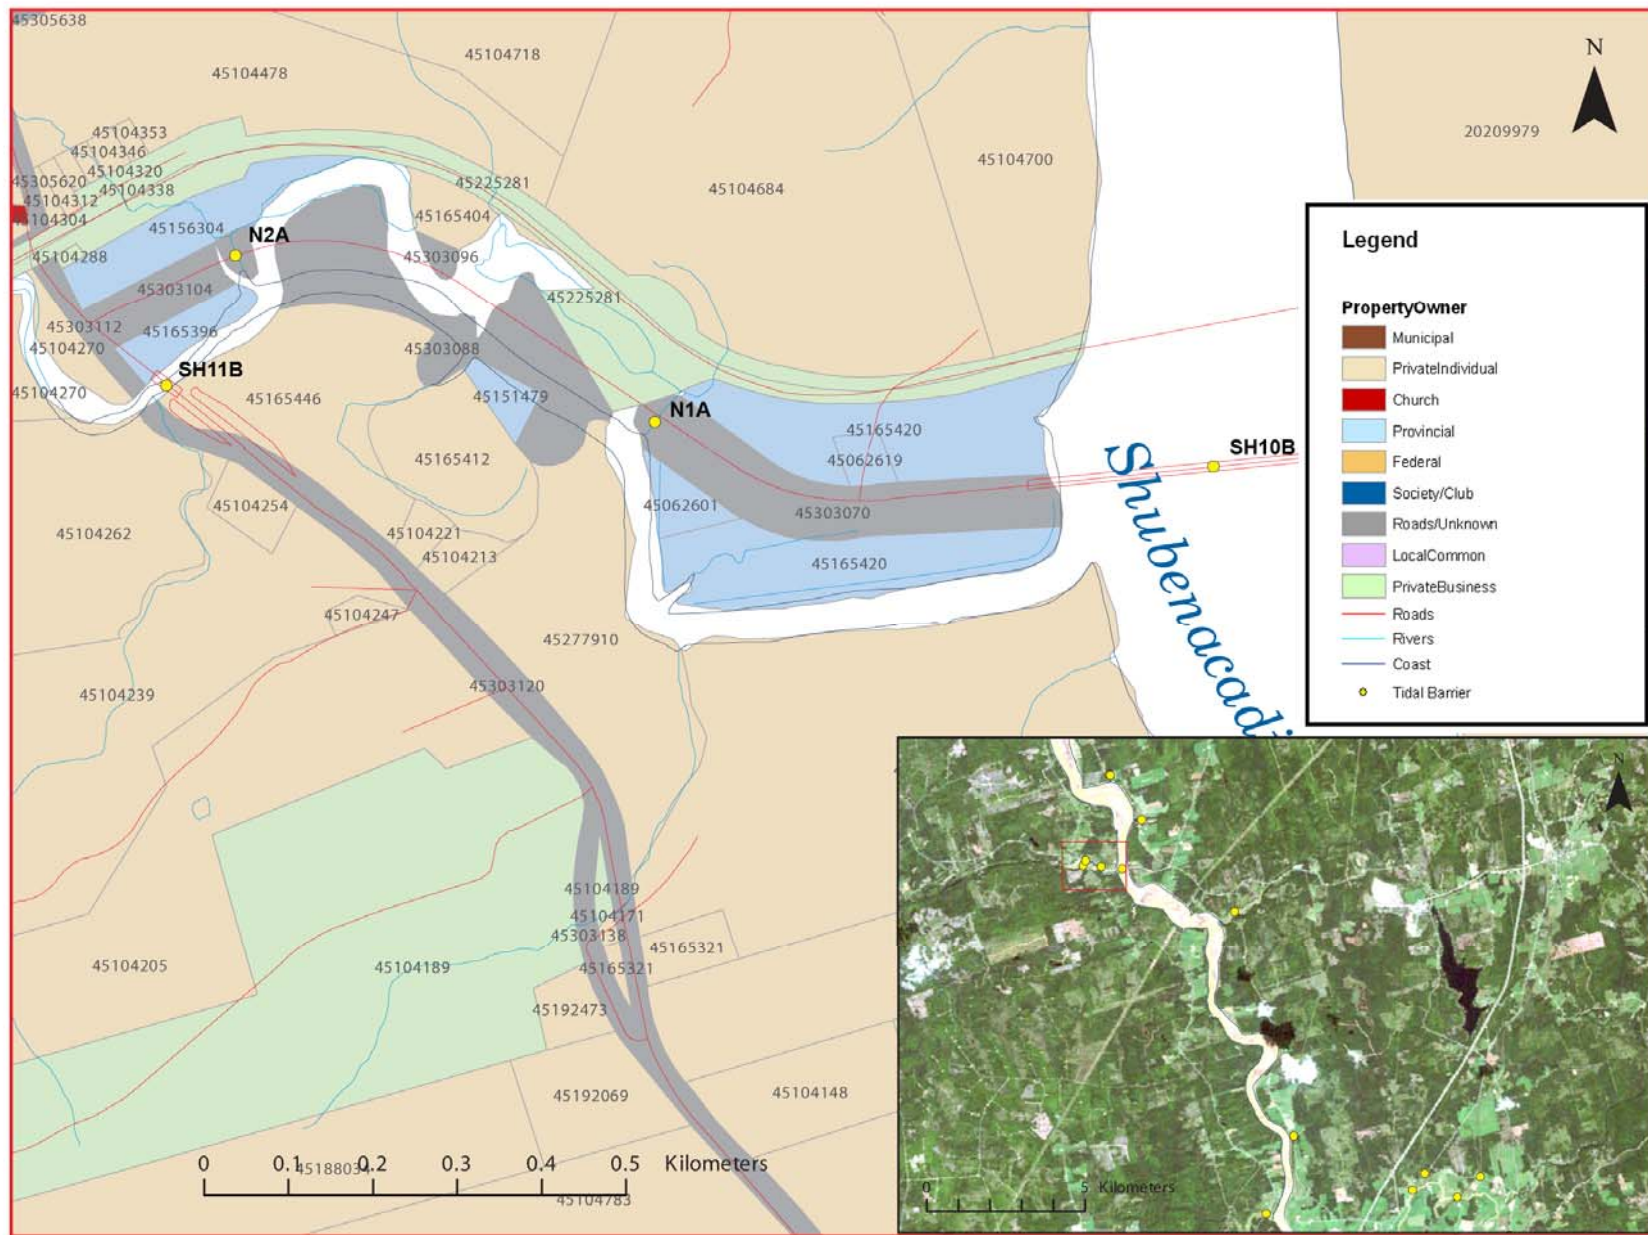 45305638
45104718
45104478
N
20209979
45104353
45104346
45104700
45104320
45305620
45104338
45225281
45104684
45104312
45104304
45165404
45156304
N2A
45104288
45303096
Legend
45303104
45225281
PropertyOwner
45303112
45165396
Municipal
45104270
45303088
SH11B
PrivateIndividual
45104270
45165446
45151479
Church
N1A
45165420
Provincial
SH10B
45165412
45062619
Federal
Society/Club
45104254
45062601
45303070
Roads/Unknown
45104262
45104221
45104213
LocalCommon
45165420
PrivateBusiness
45104247
Roads
45277910
Rivers
Shubenacadi
Coast
45303120
45104239
Tidal Barrier
N
45104189
45104171
45303138
45165321
45104205
45104189
45165321
45192473
45192069
45104148
0 0.1 0.2 0.3 0.4 0.5 Kilometers
45104783
0 5 Kilometers